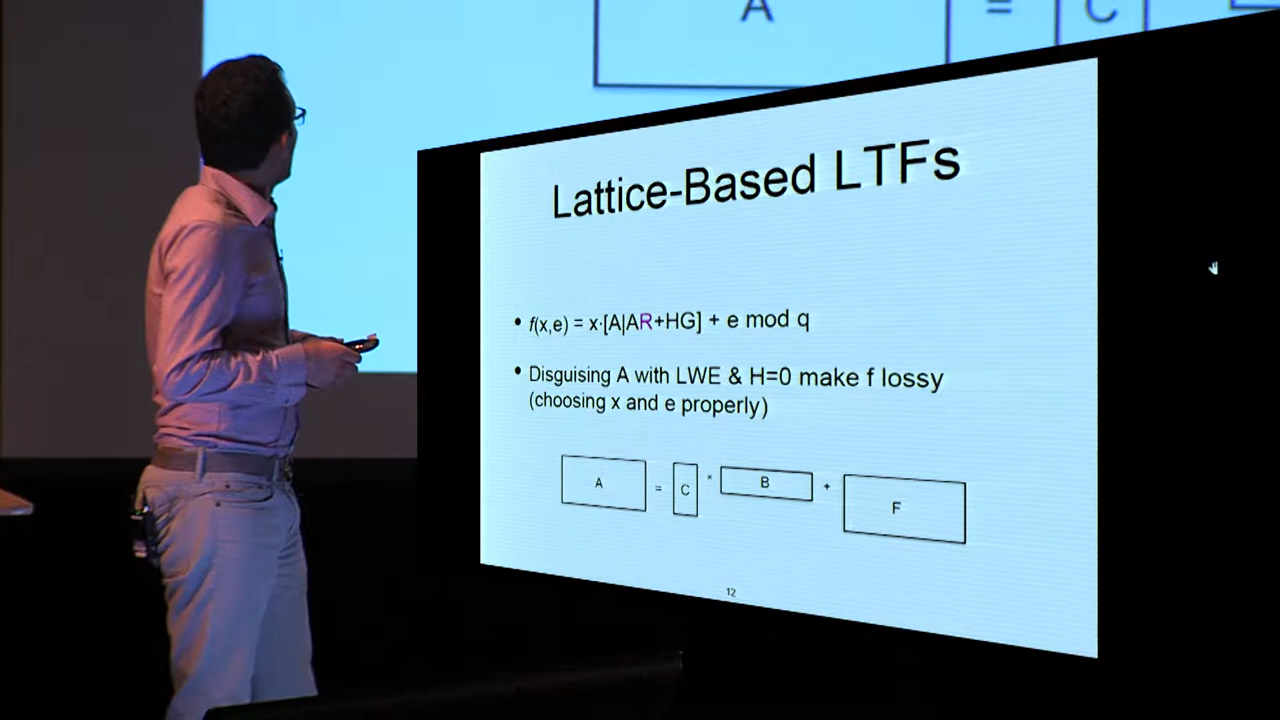 A = C
Lattice-Based LTFs
• f(x,e) = x·[A|AR+HG] + e mod q
• Disguising A with LWE & H=0 make f lossy
(choosing x and e properly)
A = C × B + F
12